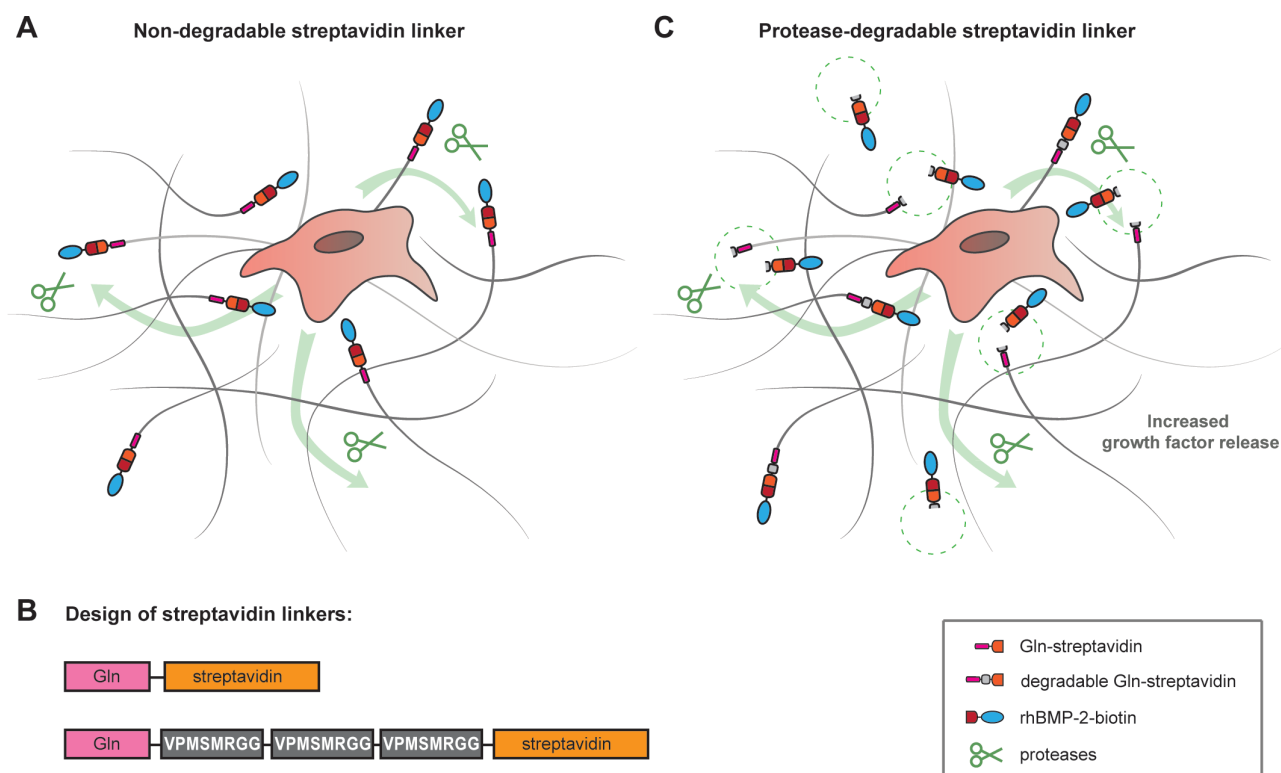 A
Non-degradable streptavidin linker
C
Protease-degradable streptavidin linker
Increased
growth factor release
B
Design of streptavidin linkers:
Gln
streptavidin
Gln
VPMSMRGG
VPMSMRGG
VPMSMRGG
streptavidin
Gln-streptavidin
degradable Gln-streptavidin
rhBMP-2-biotin
proteases